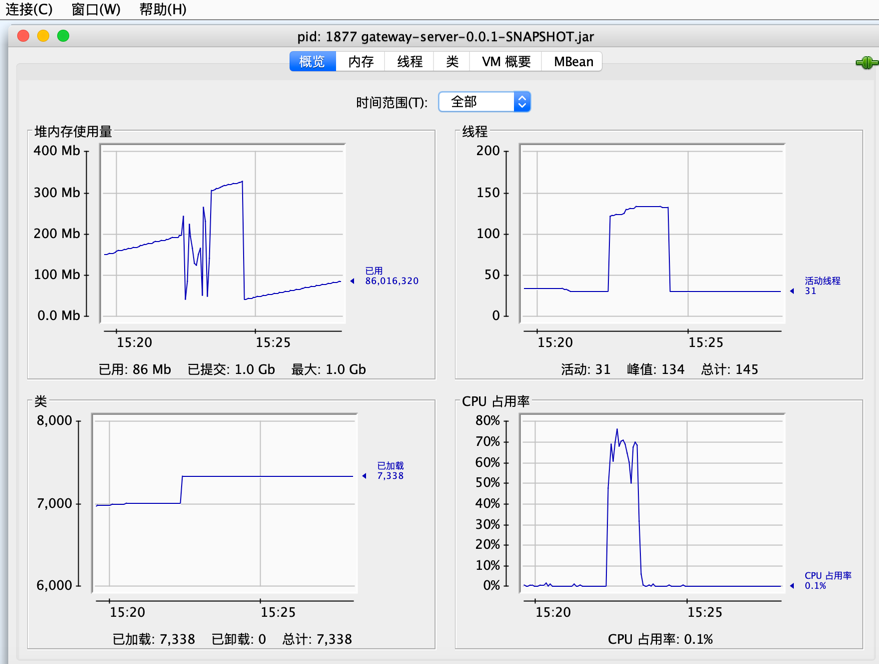 连接(C) 窗口(W) 帮助(H)
pid: 1877 gateway-server-0.0.1-SNAPSHOT.jar
概览 内存 线程 类 VM 概要 MBean
时间范围(T): 全部
堆内存使用量
400 Mb
300 Mb
200 Mb
100 Mb
0.0 Mb
已用
86,016,320
15:20 15:25
已用: 86 Mb 已提交: 1.0 Gb 最大: 1.0 Gb
线程
200
150
100
50
0
活动线程
31
15:20 15:25
活动: 31 峰值: 134 总计: 145
类
8,000
7,000
6,000
已加载
7,338
15:20 15:25
已加载: 7,338 已卸载: 0 总计: 7,338
CPU 占用率
80%
70%
60%
50%
40%
30%
20%
10%
0%
CPU 占用率
0.1%
15:20 15:25
CPU 占用率: 0.1%